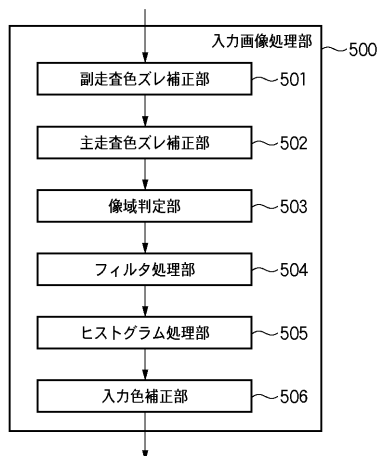 入力画像処理部
500
副走査色ズレ補正部
501
主走査色ズレ補正部
502
像域判定部
503
フィルタ処理部
504
ヒストグラム処理部
505
入力色補正部
506